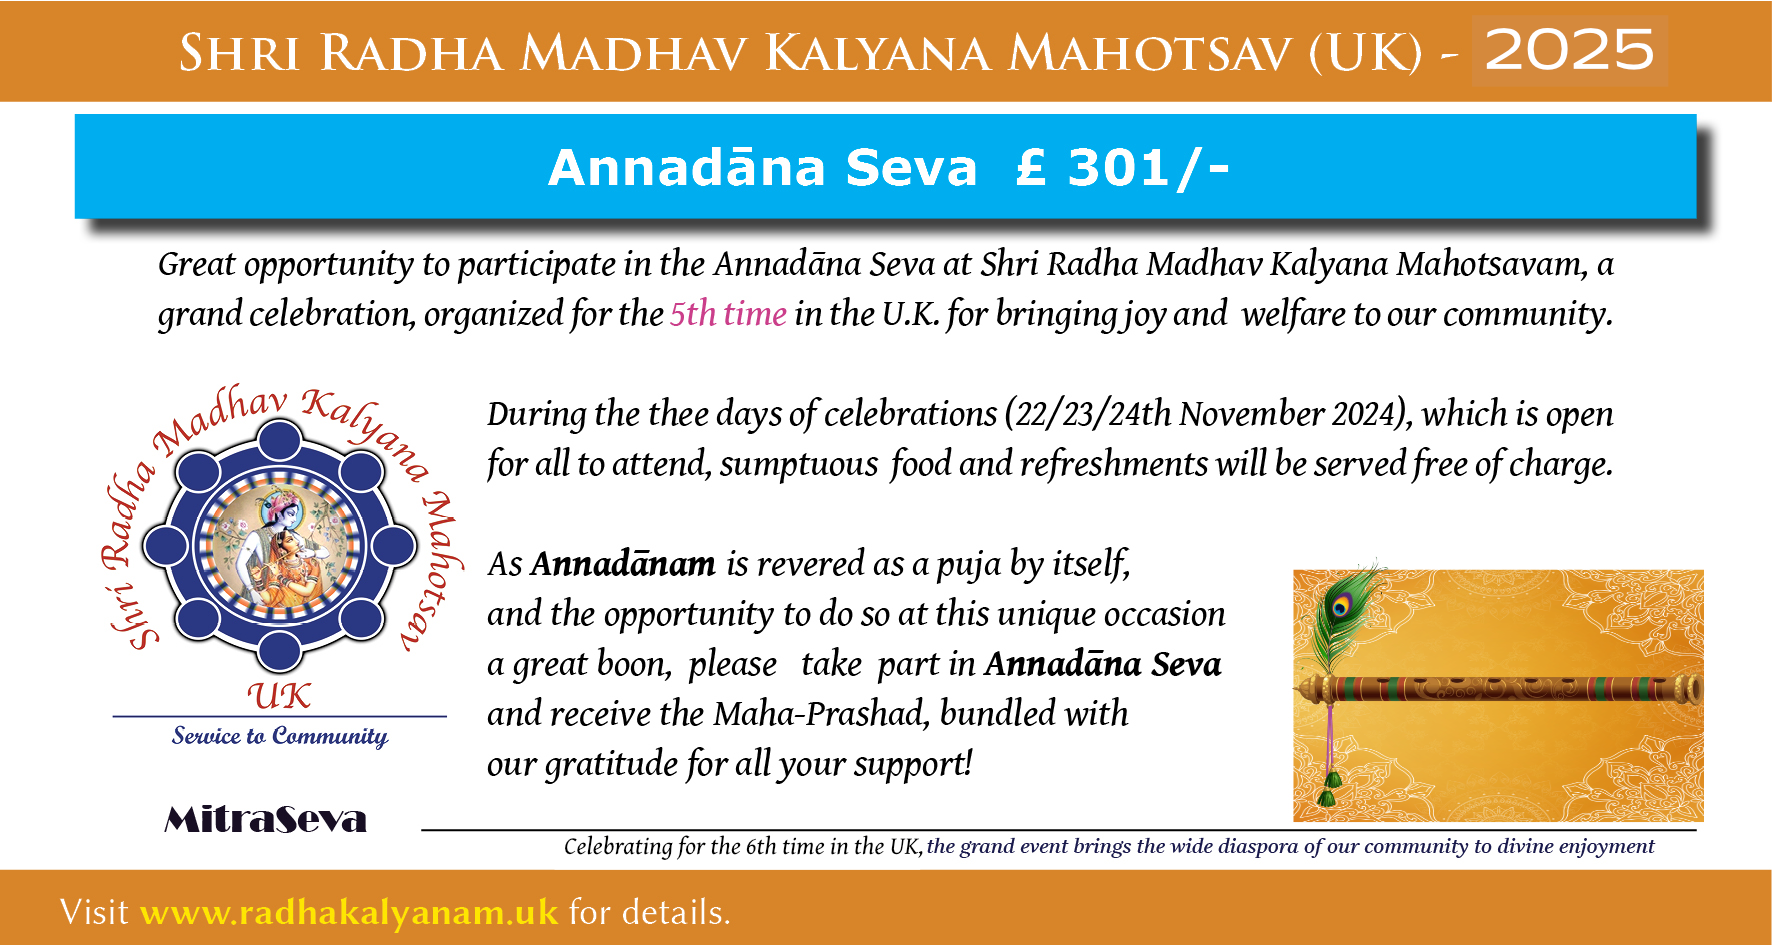 Shri Radha Madhav Kalyana Mahotsav (UK) - 2025
Annadāna Seva £ 301/-
Great opportunity to participate in the Annadāna Seva at Shri Radha Madhav Kalyana Mahotsavam, a
grand celebration, organized for the 5th time in the U.K. for bringing joy and welfare to our community.
During the thee days of celebrations (22/23/24th November 2024), which is open
for all to attend, sumptuous food and refreshments will be served free of charge.
As Annadānam is revered as a puja by itself,
and the opportunity to do so at this unique occasion
a great boon, please take part in Annadāna Seva
and receive the Maha-Prashad, bundled with
our gratitude for all your support!
Shri Radha Madhav Kalyana Mahotsav
UK
Service to Community
MitraSeva
Celebrating for the 6th time in the UK, the grand event brings the wide diaspora of our community to divine enjoyment
Visit www.radhakalyanam.uk for details.